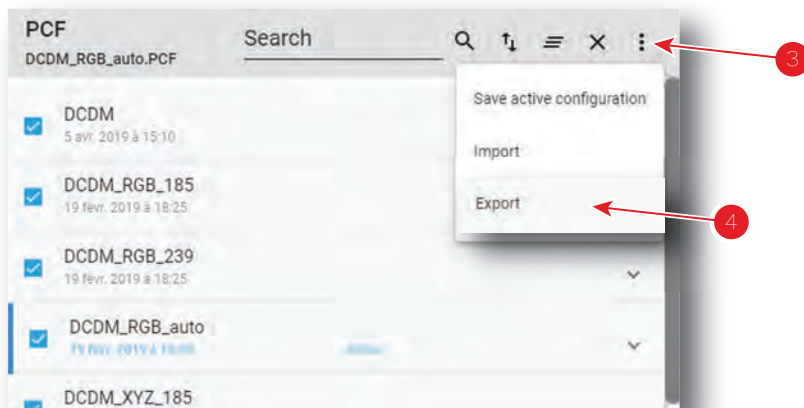 PCF
DCDM_RGB_auto.PCF
Search
3
Save active configuration
Import
Export
4
DCDM
5 avr. 2019 à 15:10
DCDM_RGB_185
19 févr. 2019 à 18:25
DCDM_RGB_239
19 févr. 2019 à 18:25
DCDM_RGB_auto
DCDM_XYZ_185